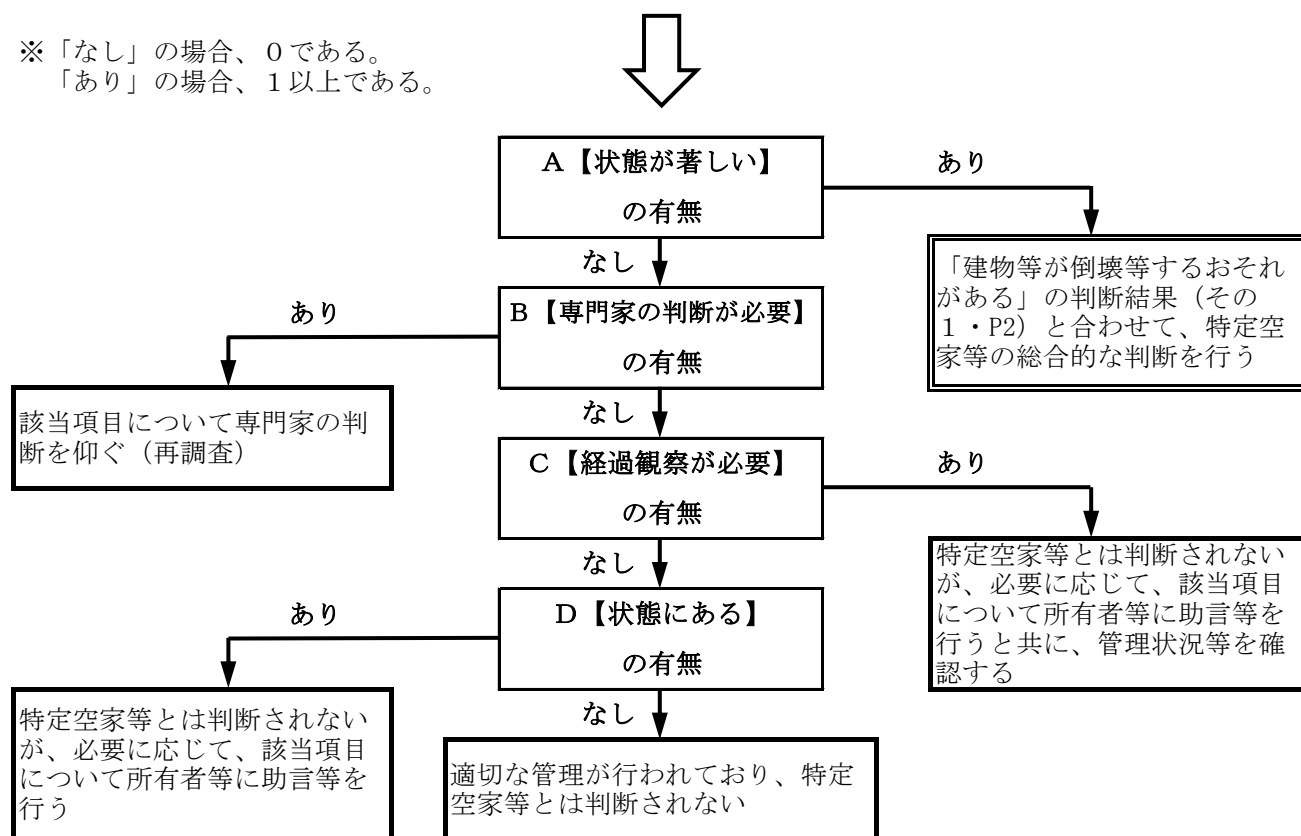 ※「なし」の場合、０である。
「あり」の場合、１以上である。
Ａ【状態が著しい】
の有無
あり
「建物等が倒壊等するおそれ
がある」の判断結果（その
１・P2）と合わせて、特定空
家等の総合的な判断を行う
なし
Ｂ【専門家の判断が必要】
の有無
あり
該当項目について専門家の判
断を仰ぐ（再調査）
なし
Ｃ【経過観察が必要】
の有無
あり
特定空家等とは判断されない
が、必要に応じて、該当項目
について所有者等に助言等を
行うと共に、管理状況等を確
認する
なし
Ｄ【状態にある】
の有無
あり
特定空家等とは判断されない
が、必要に応じて、該当項目
について所有者等に助言等を
行う
なし
適切な管理が行われており、特定
空家等とは判断されない